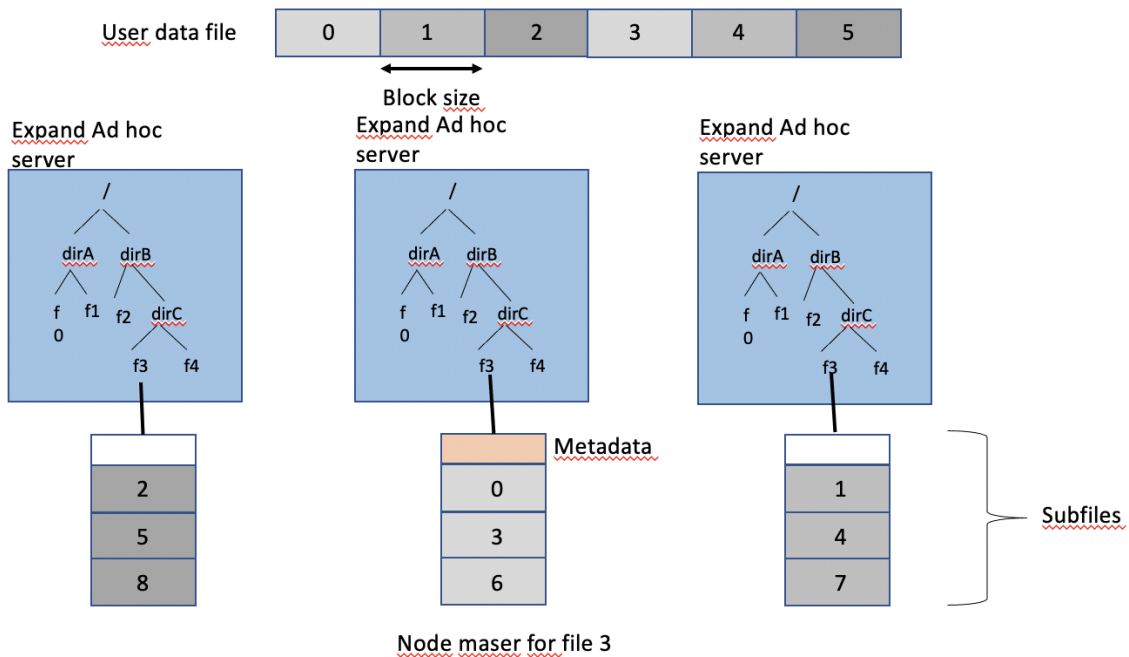 User data file
0 1 2 3 4 5
Block size
Expand Ad hoc
server
/
dirA dirB
f
0
f1
f2
dirC
f3 f4
Expand Ad hoc
server
/
dirA dirB
f
0
f1
f2
dirC
f3 f4
Expand Ad hoc
server
/
dirA dirB
f
0
f1
f2
dirC
f3 f4
2
5
8
Metadata
0
3
6
1
4
7
Subfiles
Node maser for file 3